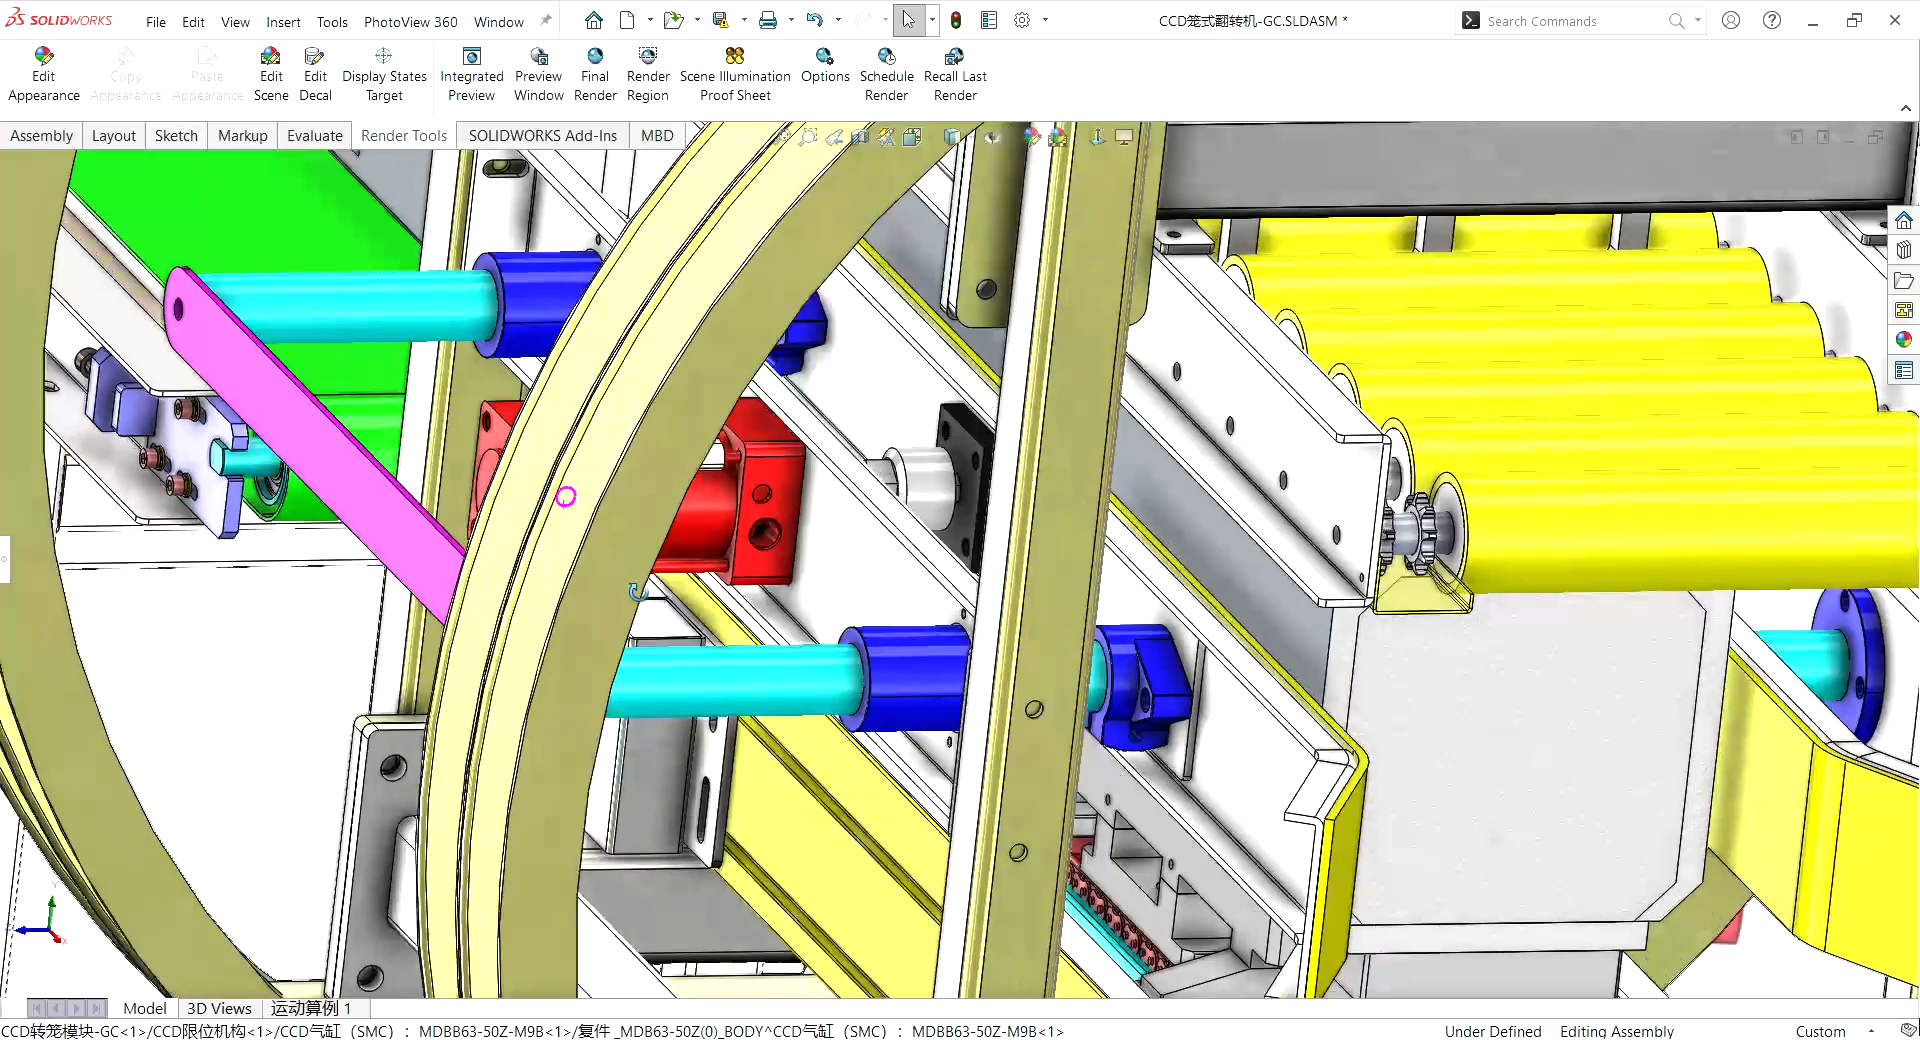 SOLIDWORKS File Edit View Insert Tools PhotoView 360 Window CCD笼式翻转机-GC.SLDASM * Search Commands
Edit Appearance
Copy Appearance
Paste Appearance
Edit Scene
Edit Decal
Display States Target
Integrated Preview
Preview Window
Final Render
Render Region
Scene Illumination Proof Sheet
Options
Schedule Render
Recall Last Render
Assembly Layout Sketch Markup Evaluate Render Tools SOLIDWORKS Add-Ins MBD
Model 3D Views 运动算例 1
CCD转笼模块-GC<1>/CCD限位机构<1>/CCD气缸（SMC）：MDBB63-50Z-M9B<1>/复件 _MDB63-50Z(0)_BODY^CCD气缸（SMC）：MDBB63-50Z-M9B<1> Under Defined Editing Assembly Custom